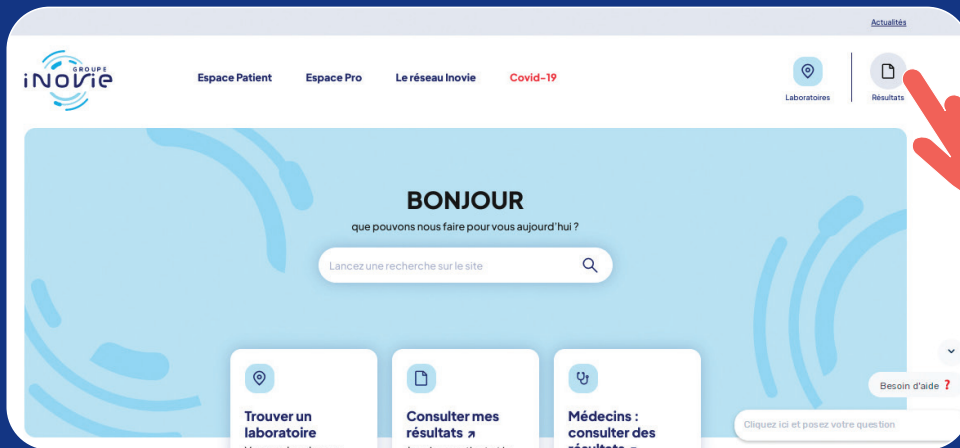 Actualités
GROUPE
iNOVie
Espace Patient
Espace Pro
Le réseau Inovie
Covid-19
Laboratoires
Résultats
BONJOUR
que pouvons nous faire pour vous aujourd'hui ?
Lancez une recherche sur le site
Trouver un
laboratoire
Consulter mes
résultats
Médecins :
consulter des
résultats
Besoin d'aide ?
Cliquez ici et posez votre question